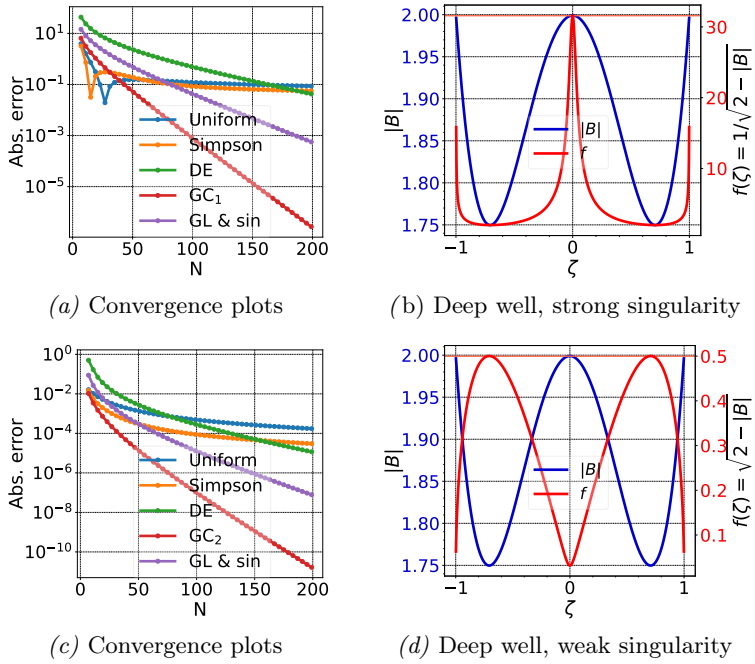 10¹
10⁻¹
10⁻³
10⁻⁵
Abs. error
Uniform
Simpson
DE
GC₁
GL & sin
0 50 100 150 200
N
(a) Convergence plots
2.00
1.95
1.90
1.85
1.80
1.75
|B|
|B|
f
30
20
10
f(ζ) = 1/√2 − |B|
−1 0 1
ζ
(b) Deep well, strong singularity
10⁰
10⁻²
10⁻⁴
10⁻⁶
10⁻⁸
10⁻¹⁰
Abs. error
Uniform
Simpson
DE
GC₂
GL & sin
0 50 100 150 200
N
(c) Convergence plots
2.00
1.95
1.90
1.85
1.80
1.75
|B|
|B|
f
0.5
0.4
0.3
0.2
0.1
f(ζ) = √2 − |B|
−1 0 1
ζ
(d) Deep well, weak singularity